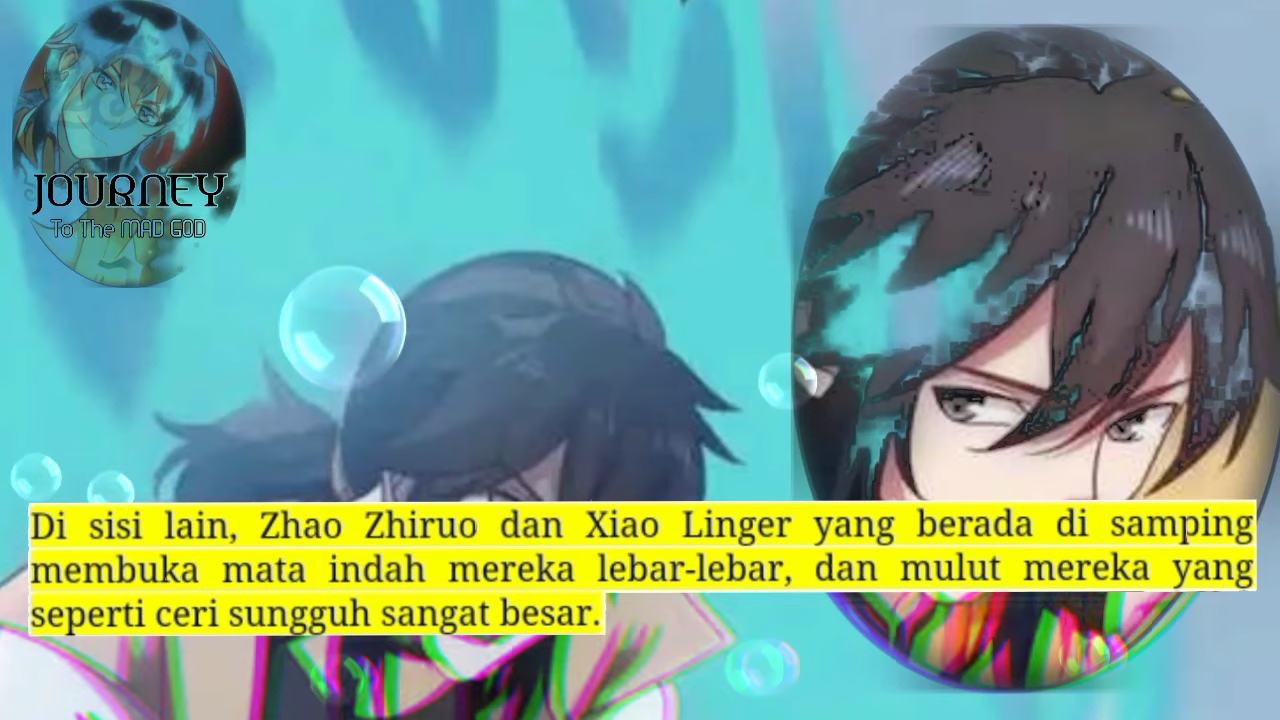 JOURNEY
To The MAD GOD
Di sisi lain, Zhao Zhiruo dan Xiao Linger yang berada di samping
membuka mata indah mereka lebar-lebar, dan mulut mereka yang
seperti ceri sungguh sangat besar.